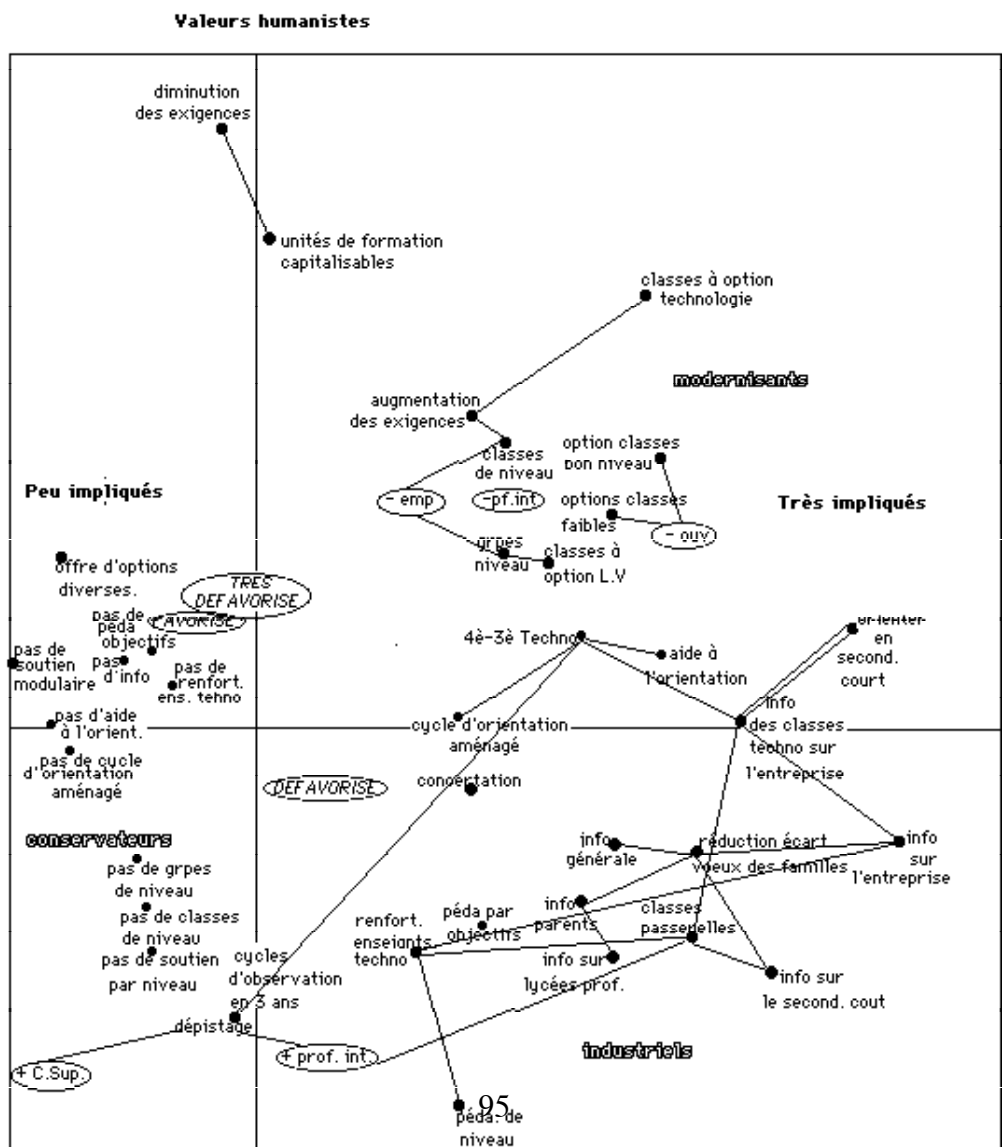 Valeurs humanistes
diminution
des exigences
unités de formation
capitalisables
classes à option
technologie
modernisants
augmentation
des exigences
classes
de niveau
option classes
bon niveau
Peu impliqués
- emp
-pf.int
options classes
faibles
Très impliqués
- ouv
grpes
niveau
classes à
option L.V
offre d'options
diverses.
TRES
DEFAVORISE
pas de
péda
objectifs
pas de
soutien
modulaire
pas
d'info
pas de
renfort.
ens. tehno
4è-3è Techno
aide à
l'orientation
orienter
en
second.
court
pas d'aide
à l'orient.
cycle d'orientation
aménagé
info
des classes
techno sur
l'entreprise
pas de cycle
d'orientation
aménagé
DEFAVORISE
concertation
conservateurs
pas de grpes
de niveau
info
générale
réduction écart
voeux des familles
info
sur
l'entreprise
pas de classes
de niveau
pas de soutien
par niveau
renfort.
enseiants
techno
péda par
objectifs
info
parents
classes
passerelles
cycles
d'observation
en 3 ans
info sur
lycées prof.
info sur
le second. cout
dépistage
+ prof. int.
industriels
+ C.Sup.
95
péda. de
niveau